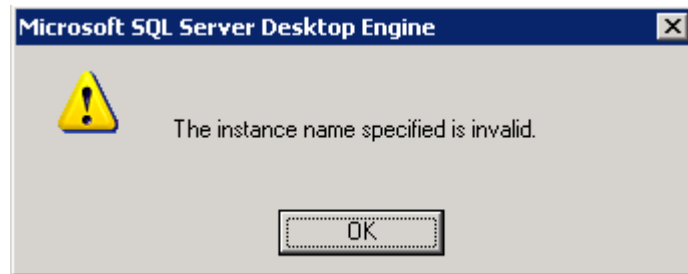 Microsoft SQL Server Desktop Engine
The instance name specified is invalid.
OK